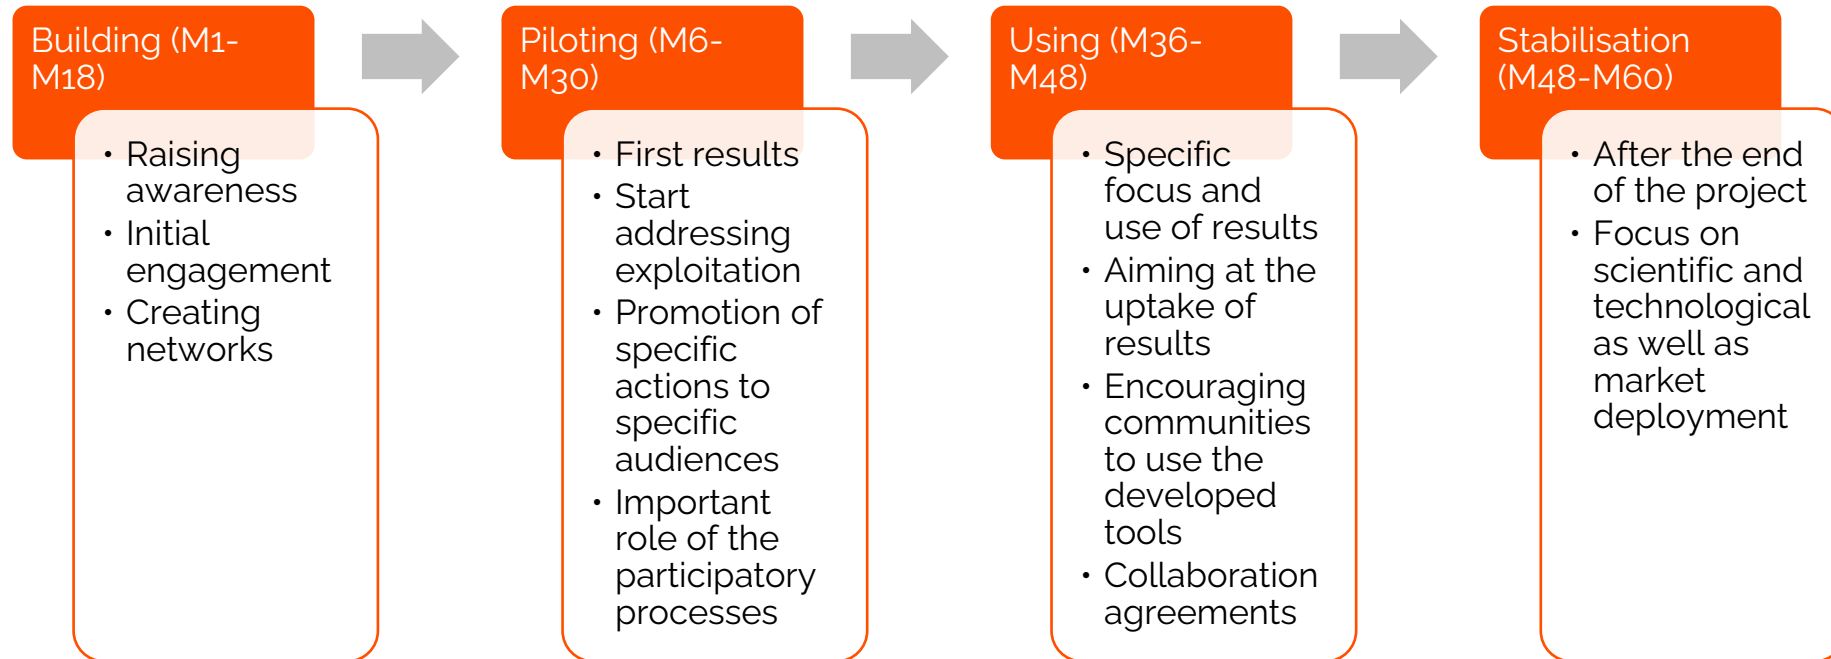 Building (M1-
M18)
• Raising
awareness
• Initial
engagement
• Creating
networks
Piloting (M6-
M30)
• First results
• Start
addressing
exploitation
• Promotion of
specific
actions to
specific
audiences
• Important
role of the
participatory
processes
Using (M36-
M48)
• Specific
focus and
use of results
• Aiming at the
uptake of
results
• Encouraging
communities
to use the
developed
tools
• Collaboration
agreements
Stabilisation
(M48-M60)
• After the end
of the project
• Focus on
scientific and
technological
as well as
market
deployment